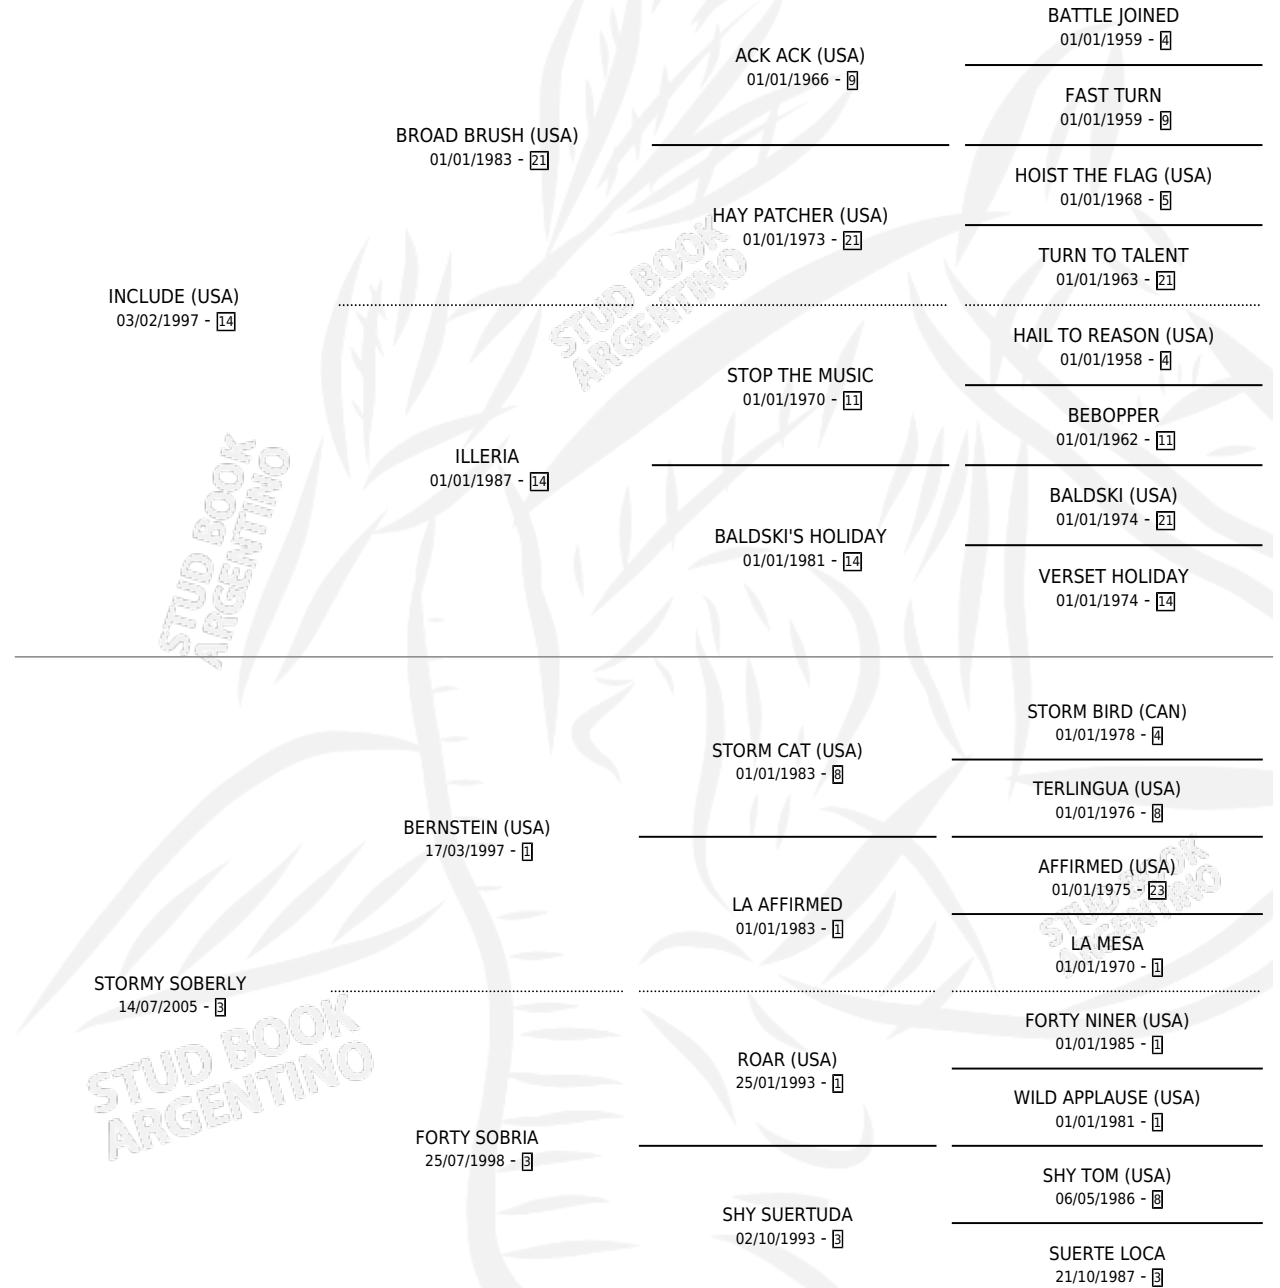 BATTLE JOINED
01/01/1959 - 4
ACK ACK (USA)
01/01/1966 - 9
FAST TURN
01/01/1959 - 9
BROAD BRUSH (USA)
01/01/1983 - 21
HOIST THE FLAG (USA)
01/01/1968 - 5
HAY PATCHER (USA)
01/01/1973 - 21
TURN TO TALENT
01/01/1963 - 21
INCLUDE (USA)
03/02/1997 - 14
HAIL TO REASON (USA)
01/01/1958 - 4
STOP THE MUSIC
01/01/1970 - 11
BEBOPPER
01/01/1962 - 11
ILLERIA
01/01/1987 - 14
BALDSKI (USA)
01/01/1974 - 21
BALDSKI'S HOLIDAY
01/01/1981 - 14
VERSET HOLIDAY
01/01/1974 - 14
STUD BOOK
ARGENTINO
STUD BOOK
ARGENTINO
STORM BIRD (CAN)
01/01/1978 - 4
STORM CAT (USA)
01/01/1983 - 8
TERLINGUA (USA)
01/01/1976 - 8
BERNSTEIN (USA)
17/03/1997 - 1
AFFIRMED (USA)
01/01/1975 - 23
LA AFFIRMED
01/01/1983 - 1
LA MESA
01/01/1970 - 1
STORMY SOBERLY
14/07/2005 - 3
FORTY NINER (USA)
01/01/1985 - 1
ROAR (USA)
25/01/1993 - 1
WILD APPLAUSE (USA)
01/01/1981 - 1
FORTY SOBRIA
25/07/1998 - 3
SHY TOM (USA)
06/05/1986 - 8
SHY SUERTUDA
02/10/1993 - 3
SUERTE LOCA
21/10/1987 - 3
STUD BOOK
ARGENTINO
STUD BOOK
ARGENTINO